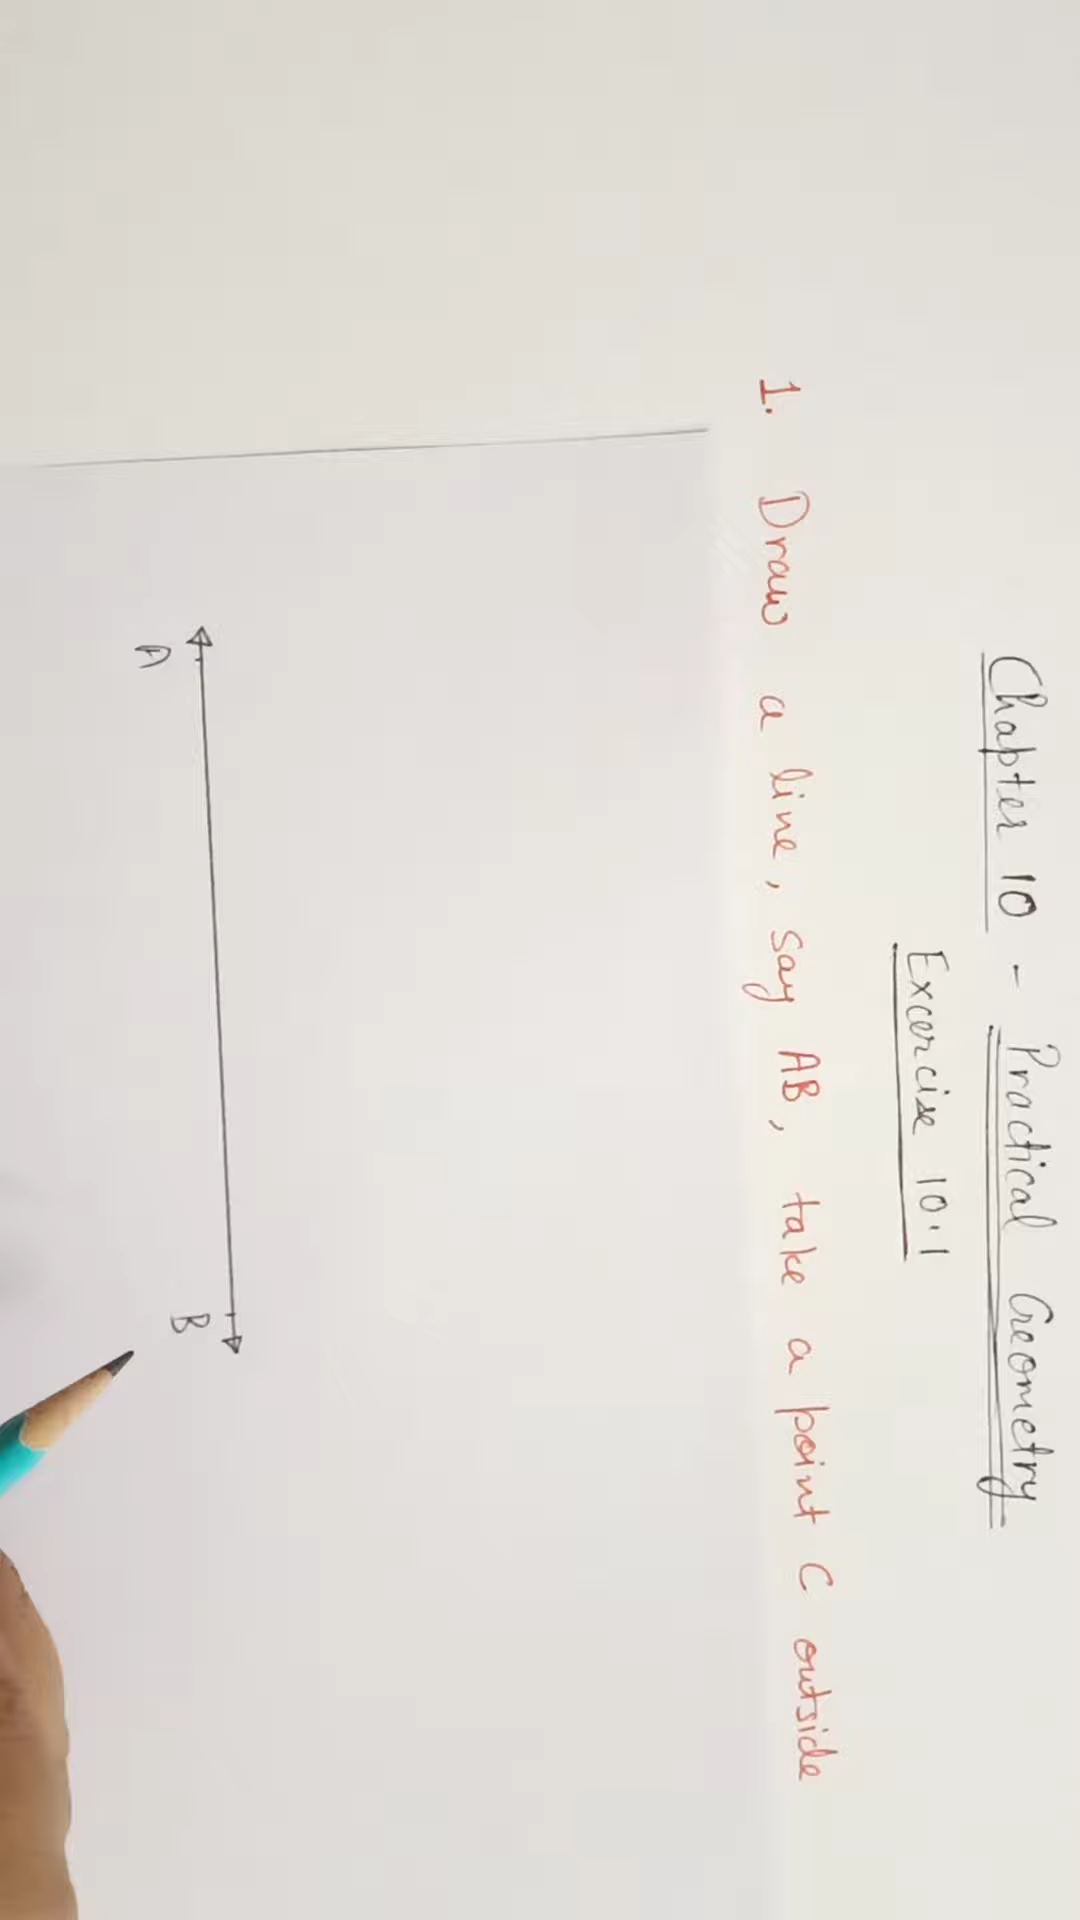 Chapter 10 - Practical Geometry
Excercise 10.1
1. Draw a line, say AB, take a point C outside
A B